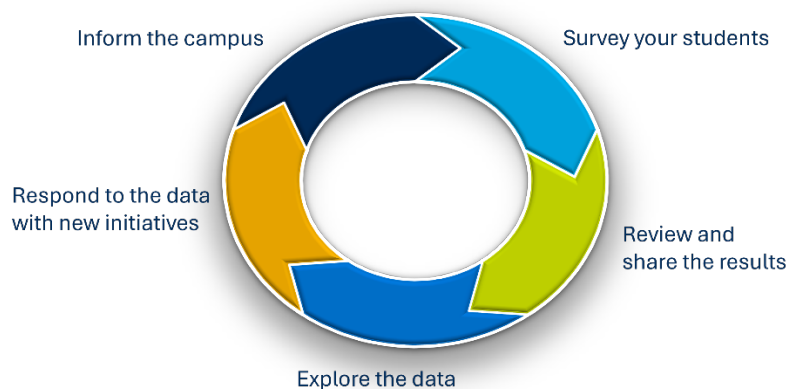 Inform the campus
Survey your students
Respond to the data
with new initiatives
Review and
share the results
Explore the data